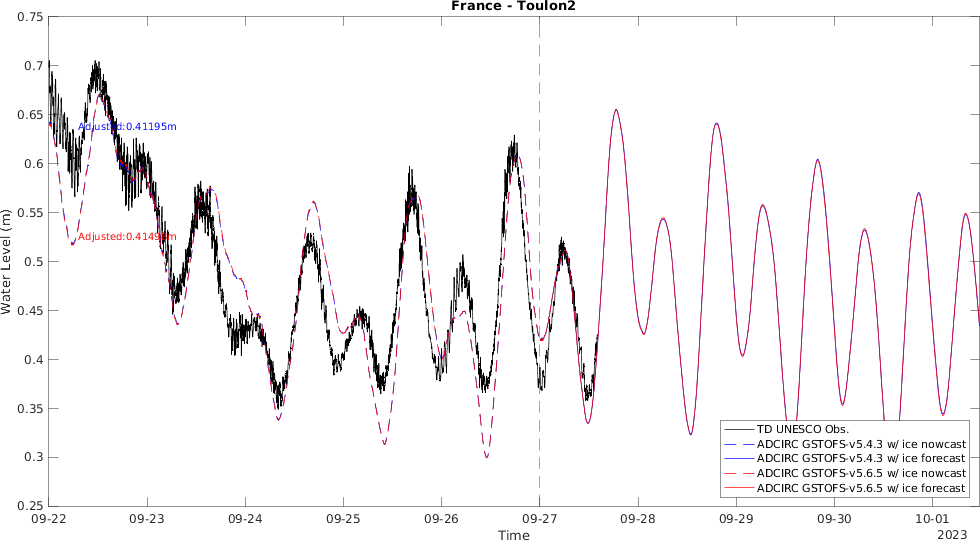 France - Toulon2
0.75
0.7
0.65
0.6
0.55
0.5
0.45
0.4
0.35
0.3
0.25
Water Level (m)
Adjusted:0.41195m
Adjusted:0.41496m
TD UNESCO Obs.
ADCIRC GSTOFS-v5.4.3 w/ ice nowcast
ADCIRC GSTOFS-v5.4.3 w/ ice forecast
ADCIRC GSTOFS-v5.6.5 w/ ice nowcast
ADCIRC GSTOFS-v5.6.5 w/ ice forecast
09-22 09-23 09-24 09-25 09-26 09-27 09-28 09-29 09-30 10-01
Time
2023